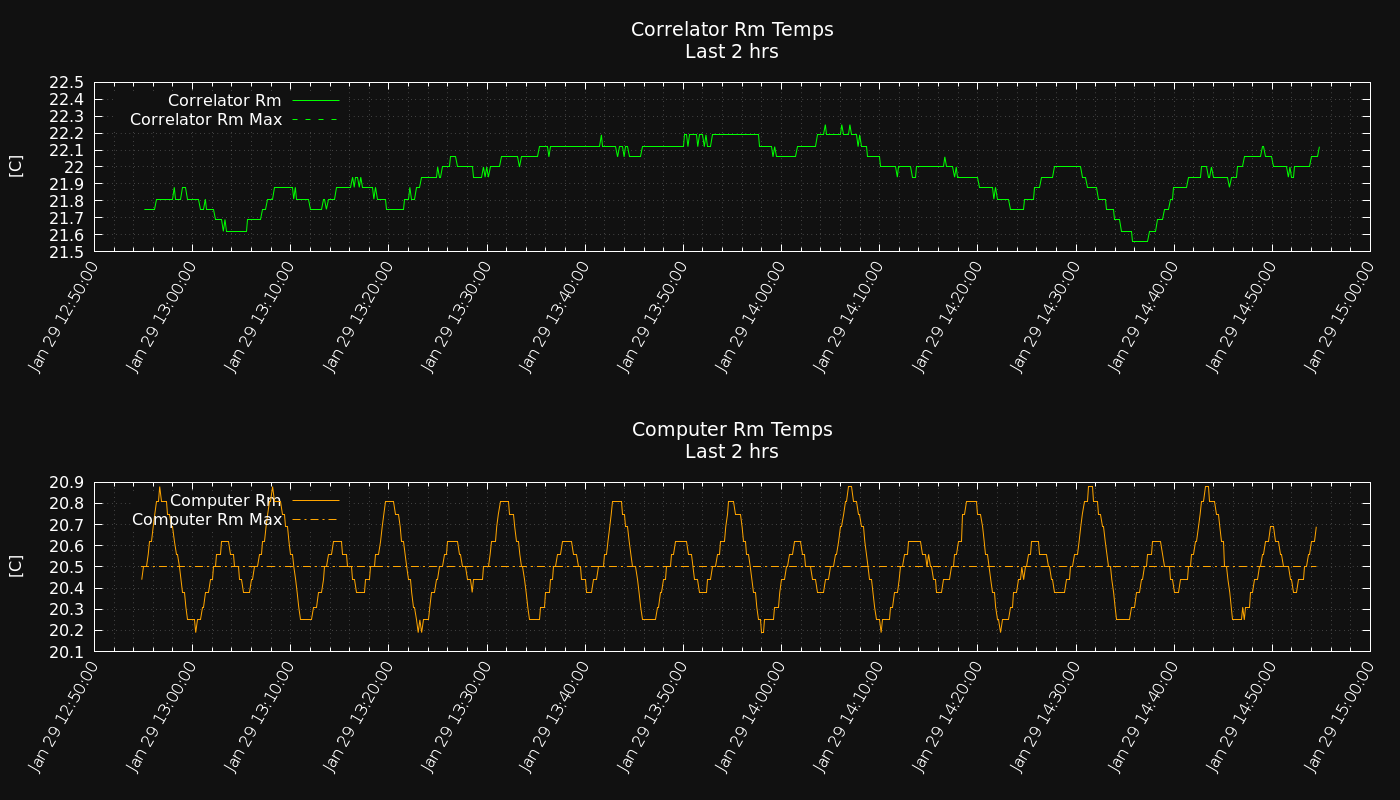 Correlator Rm Temps
Last 2 hrs
22.5
22.4
22.3
22.2
22.1
22
21.9
21.8
21.7
21.6
21.5
[C]
Correlator Rm
Correlator Rm Max
Jan 29 12:50:00
Jan 29 13:00:00
Jan 29 13:10:00
Jan 29 13:20:00
Jan 29 13:30:00
Jan 29 13:40:00
Jan 29 13:50:00
Jan 29 14:00:00
Jan 29 14:10:00
Jan 29 14:20:00
Jan 29 14:30:00
Jan 29 14:40:00
Jan 29 14:50:00
Jan 29 15:00:00
Computer Rm Temps
Last 2 hrs
20.9
20.8
20.7
20.6
20.5
20.4
20.3
20.2
20.1
[C]
Computer Rm
Computer Rm Max
Jan 29 12:50:00
Jan 29 13:00:00
Jan 29 13:10:00
Jan 29 13:20:00
Jan 29 13:30:00
Jan 29 13:40:00
Jan 29 13:50:00
Jan 29 14:00:00
Jan 29 14:10:00
Jan 29 14:20:00
Jan 29 14:30:00
Jan 29 14:40:00
Jan 29 14:50:00
Jan 29 15:00:00